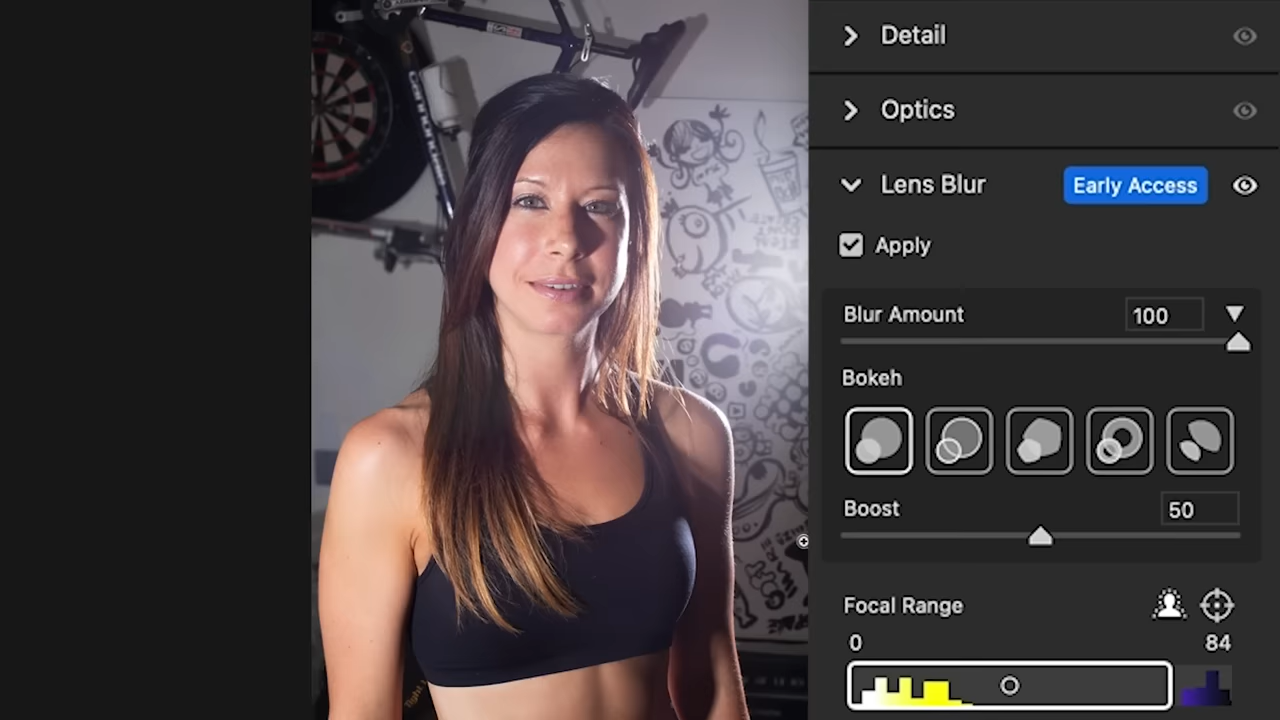 Detail
Optics
Lens Blur
Early Access
Apply
Blur Amount
100
Bokeh
Boost
50
Focal Range
0
84